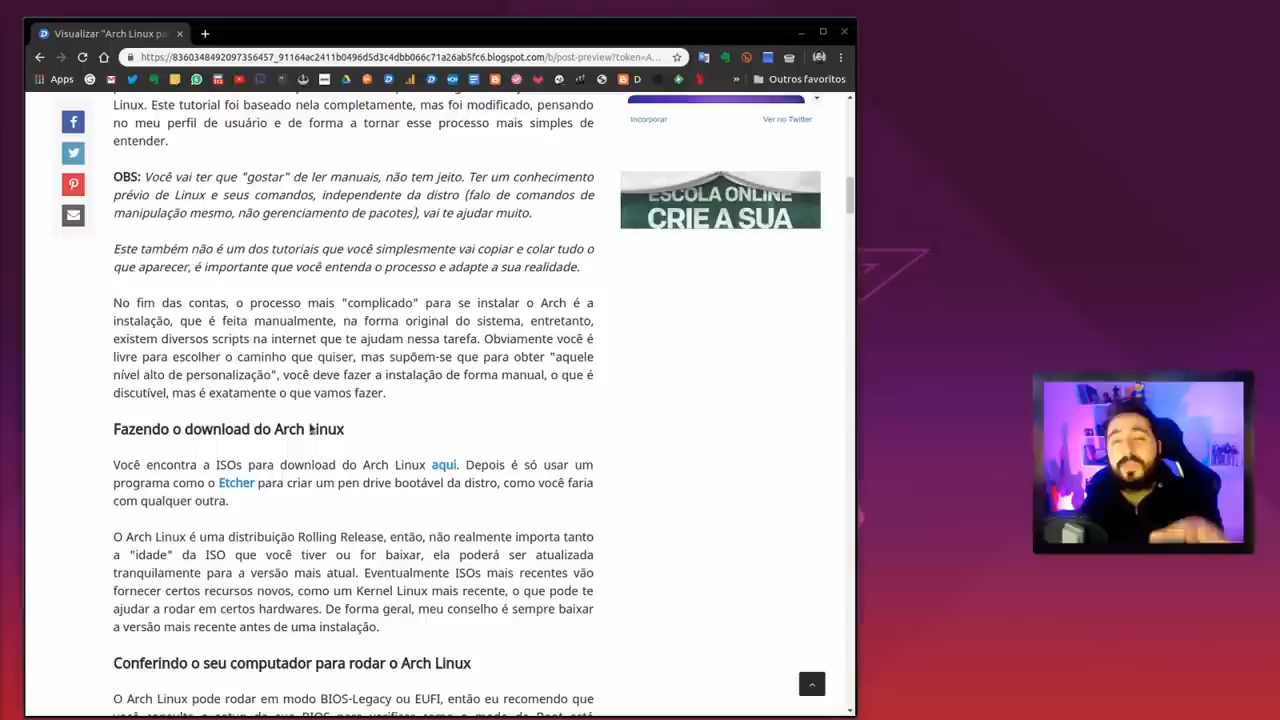 Visualizar "Arch Linux pa
https://8360348492097356457_91164ac2411b0496d5d3c4dbb066c71a26ab5fc6.blogspot.com/b/post-preview?token=A...
Apps
D
»
Outros favoritos
Linux. Este tutorial foi baseado nela completamente, mas foi modificado, pensando
no meu perfil de usuário e de forma a tornar esse processo mais simples de
entender.
OBS: Você vai ter que "gostar" de ler manuais, não tem jeito. Ter um conhecimento
prévio de Linux e seus comandos, independente da distro (falo de comandos de
manipulação mesmo, não gerenciamento de pacotes), vai te ajudar muito.
Este também não é um dos tutoriais que você simplesmente vai copiar e colar tudo o
que aparecer, é importante que você entenda o processo e adapte a sua realidade.
No fim das contas, o processo mais "complicado" para se instalar o Arch é a
instalação, que é feita manualmente, na forma original do sistema, entretanto,
existem diversos scripts na internet que te ajudam nessa tarefa. Obviamente você é
livre para escolher o caminho que quiser, mas supõem-se que para obter "aquele
nível alto de personalização", você deve fazer a instalação de forma manual, o que é
discutível, mas é exatamente o que vamos fazer.
Fazendo o download do Arch Linux
Você encontra a ISOs para download do Arch Linux aqui. Depois é só usar um
programa como o Etcher para criar um pen drive bootável da distro, como você faria
com qualquer outra.
O Arch Linux é uma distribuição Rolling Release, então, não realmente importa tanto
a "idade" da ISO que você tiver ou for baixar, ela poderá ser atualizada
tranquilamente para a versão mais atual. Eventualmente ISOs mais recentes vão
fornecer certos recursos novos, como um Kernel Linux mais recente, o que pode te
ajudar a rodar em certos hardwares. De forma geral, meu conselho é sempre baixar
a versão mais recente antes de uma instalação.
Conferindo o seu computador para rodar o Arch Linux
O Arch Linux pode rodar em modo BIOS-Legacy ou EUFI, então eu recomendo que
Incorporar
Ver no Twitter
ESCOLA ONLINE
CRIE A SUA